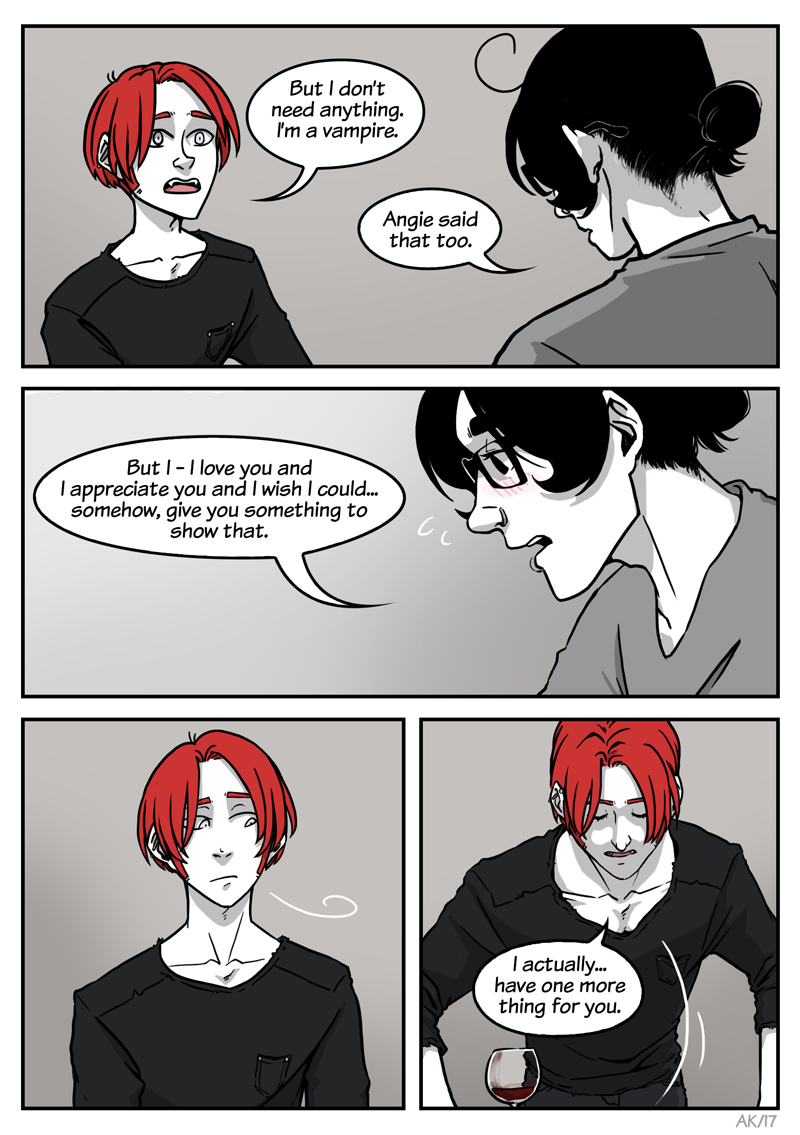 But I don't
need anything.
I'm a vampire.
Angie said
that too.
But I - I love you and
I appreciate you and I wish I could...
somehow, give you something to
show that.
I actually...
have one more
thing for you.
AK/17